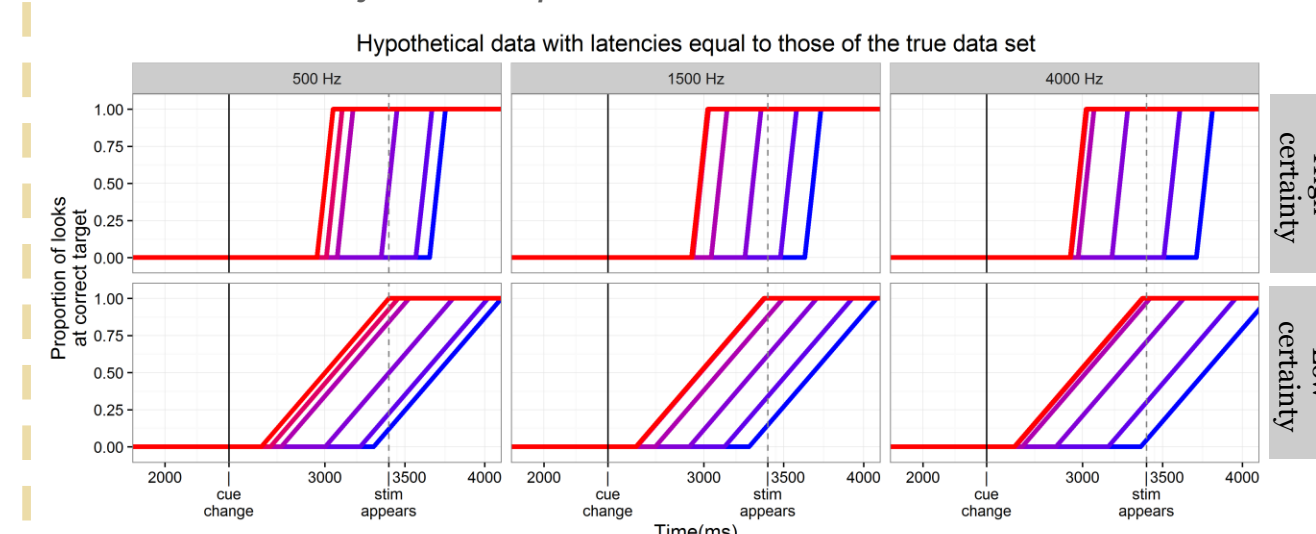 Hypothetical data with latencies equal to those of the true data set
500 Hz
1500 Hz
4000 Hz
Proportion of looks
at correct target
1.00
0.75
0.50
0.25
0.00
certainty
1.00
0.75
0.50
0.25
0.00
certainty
2000 3000 3500 4000
cue
change
stim
appears
2000 3000 3500 4000
cue
change
stim
appears
2000 3000 3500 4000
cue
change
stim
appears
Time(ms)